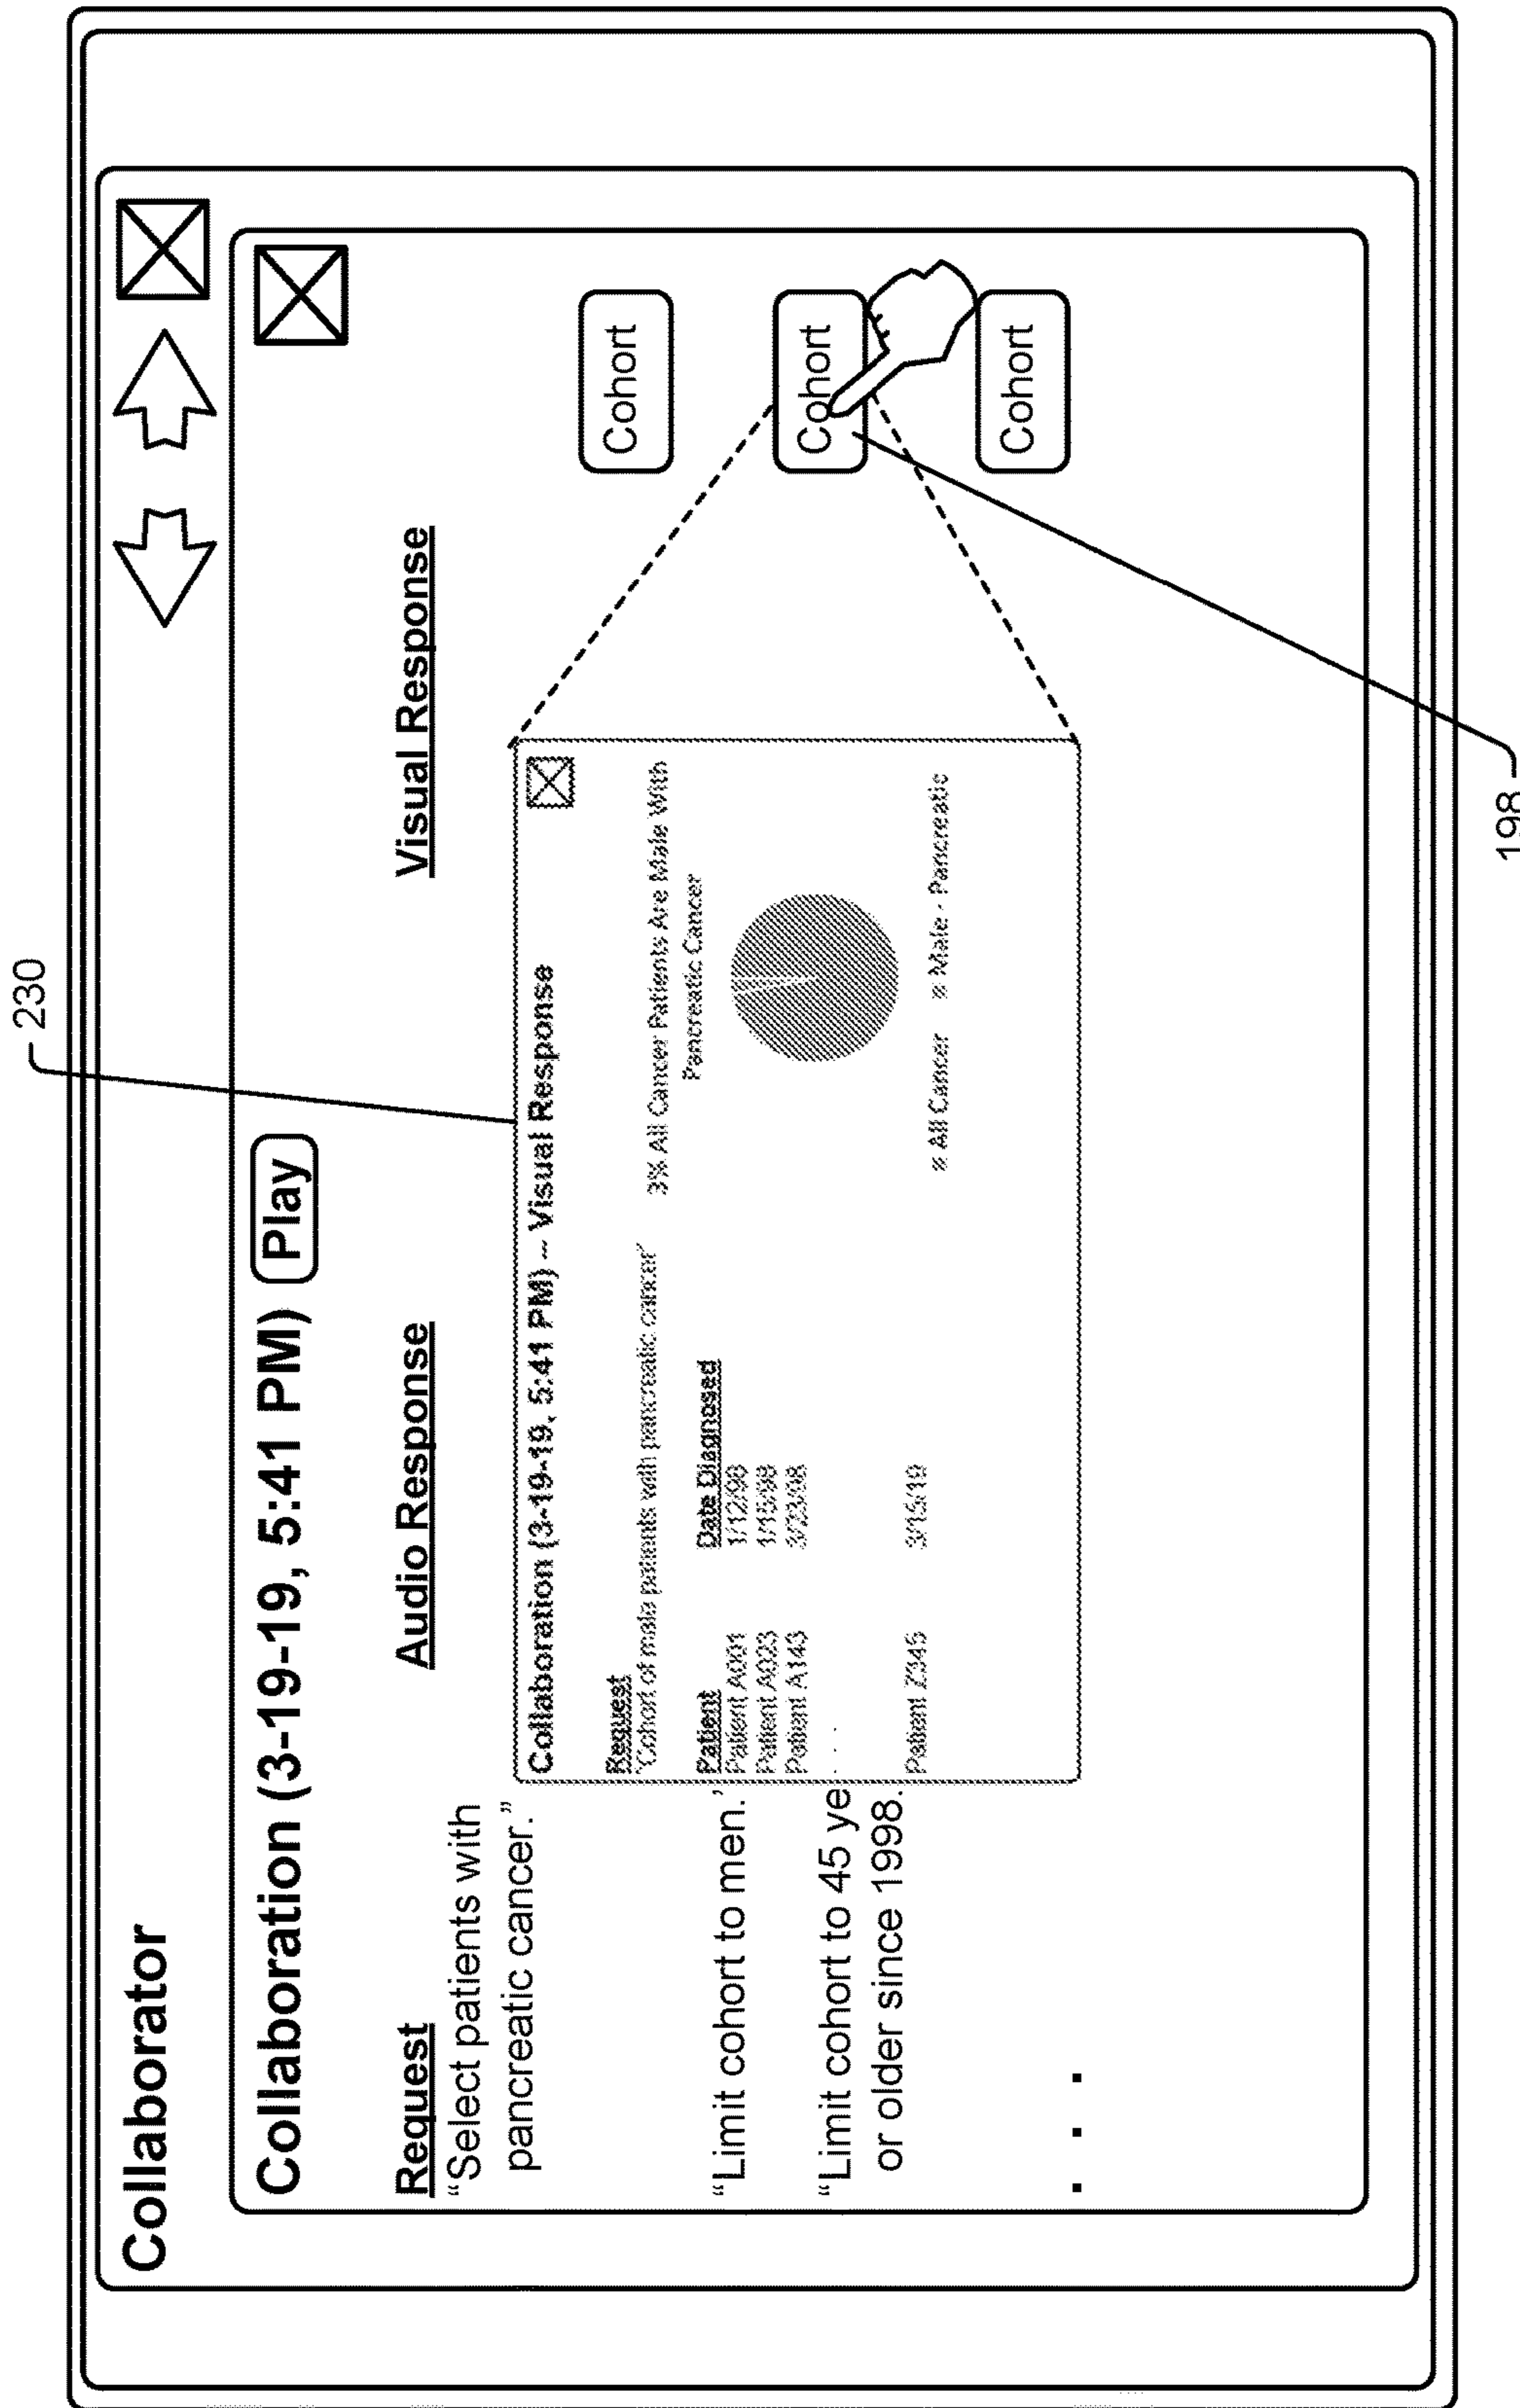 230
Collaborator
Collaboration (3-19-19, 5:41 PM) Play
Request Audio Response Visual Response
“Select patients with
pancreatic cancer.”
Cohort
“Limit cohort to men.’
Cohort
“Limit cohort to 45 ye
or older since 1998.
Cohort
. . .
Collaboration (3-19-19, 5:41 PM) – Visual Response
Request
“Cohort of male patients with pancreatic cancer”
3% All Cancer Patients Are Male With
Pancreatic Cancer
Patient Date Diagnosed
Patient A001 1/12/98
Patient A023 1/15/98
Patient A143 3/23/98
. . .
Patient Z345 3/15/19
All Cancer Male - Pancreatic
198